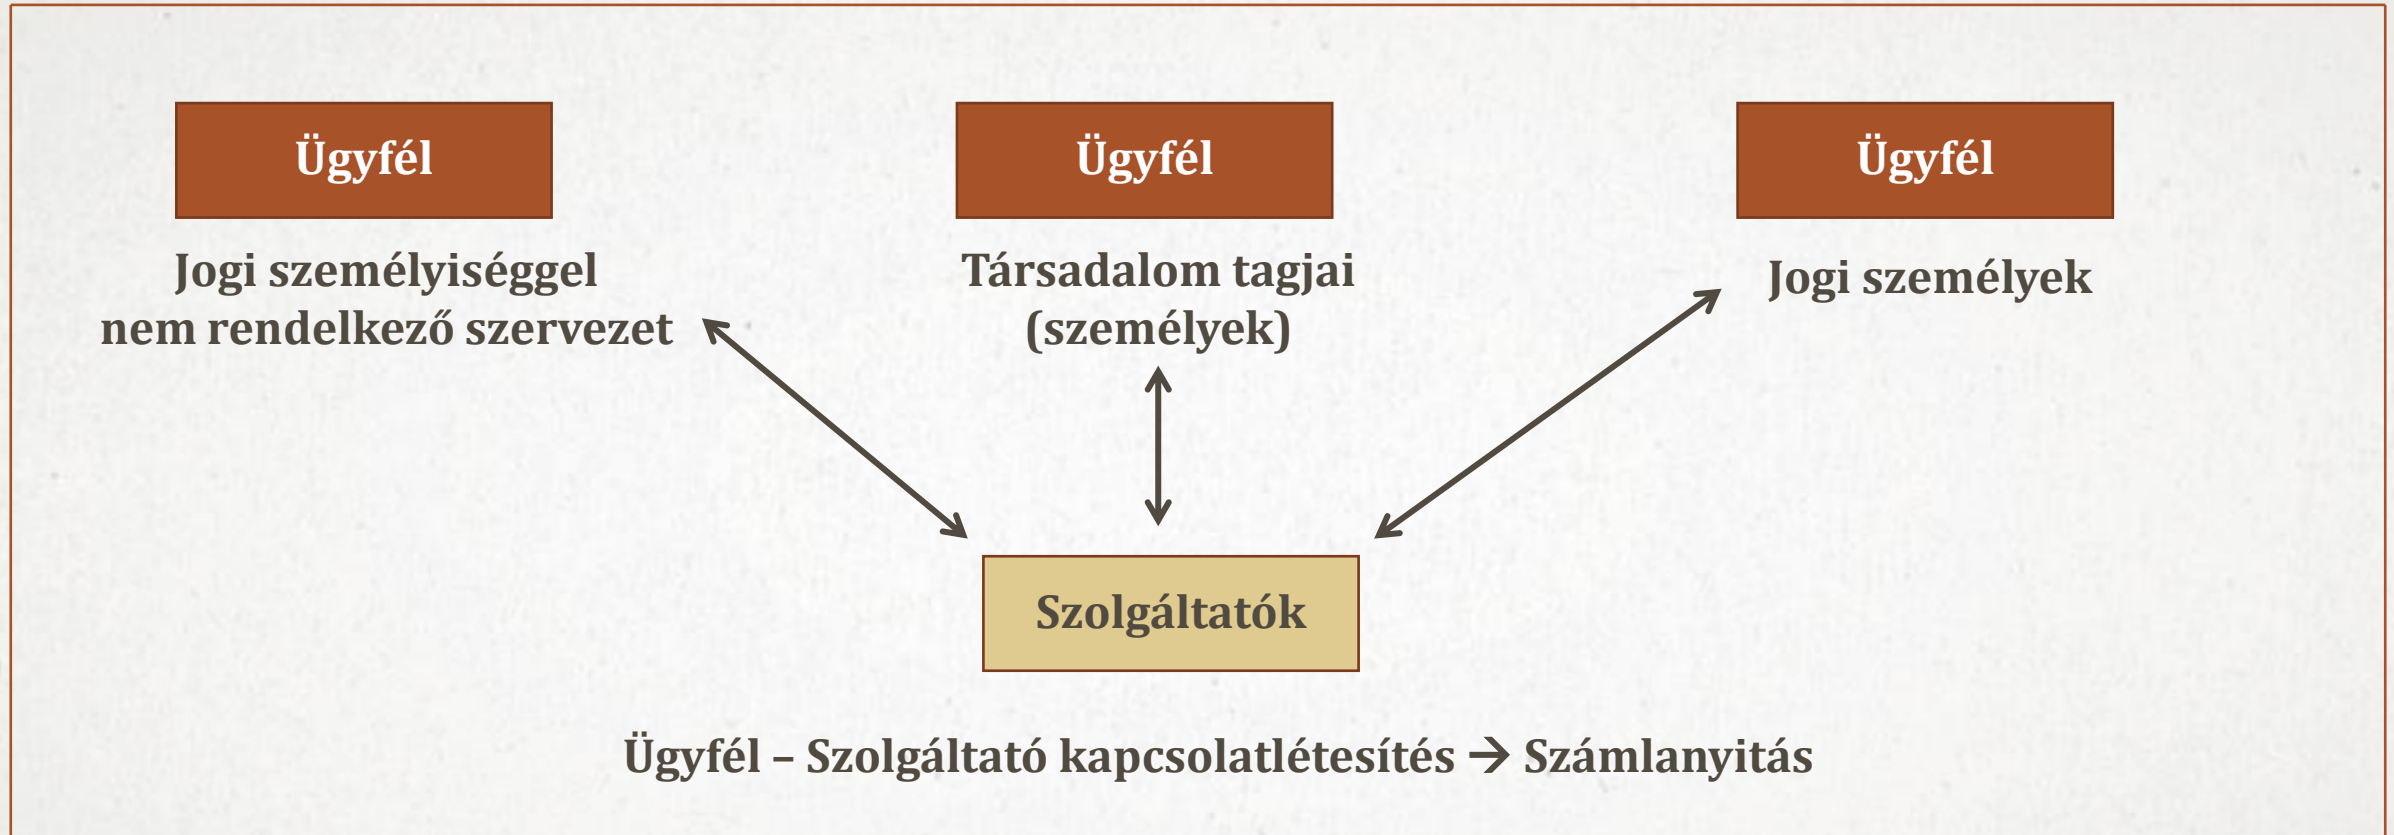 Ügyfél
Jogi személyiséggel
nem rendelkező szervezet
Ügyfél
Társadalom tagjai
(személyek)
Ügyfél
Jogi személyek
Szolgáltatók
Ügyfél – Szolgáltató kapcsolatlétesítés → Számlanyitás